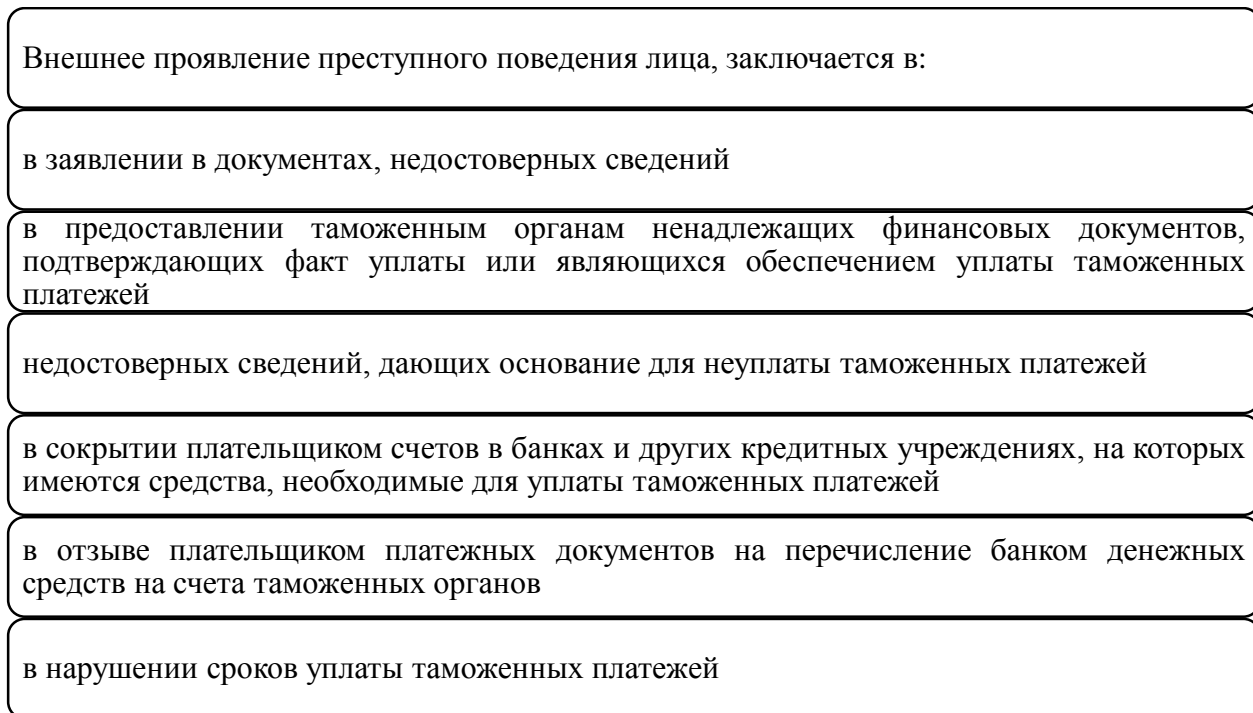 Внешнее проявление преступного поведения лица, заключается в:
в заявлении в документах, недостоверных сведений
в предоставлении таможенным органам ненадлежащих финансовых документов,
подтверждающих факт уплаты или являющихся обеспечением уплаты таможенных
платежей
недостоверных сведений, дающих основание для неуплаты таможенных платежей
в сокрытии плательщиком счетов в банках и других кредитных учреждениях, на которых
имеются средства, необходимые для уплаты таможенных платежей
в отзыве плательщиком платежных документов на перечисление банком денежных
средств на счета таможенных органов
в нарушении сроков уплаты таможенных платежей